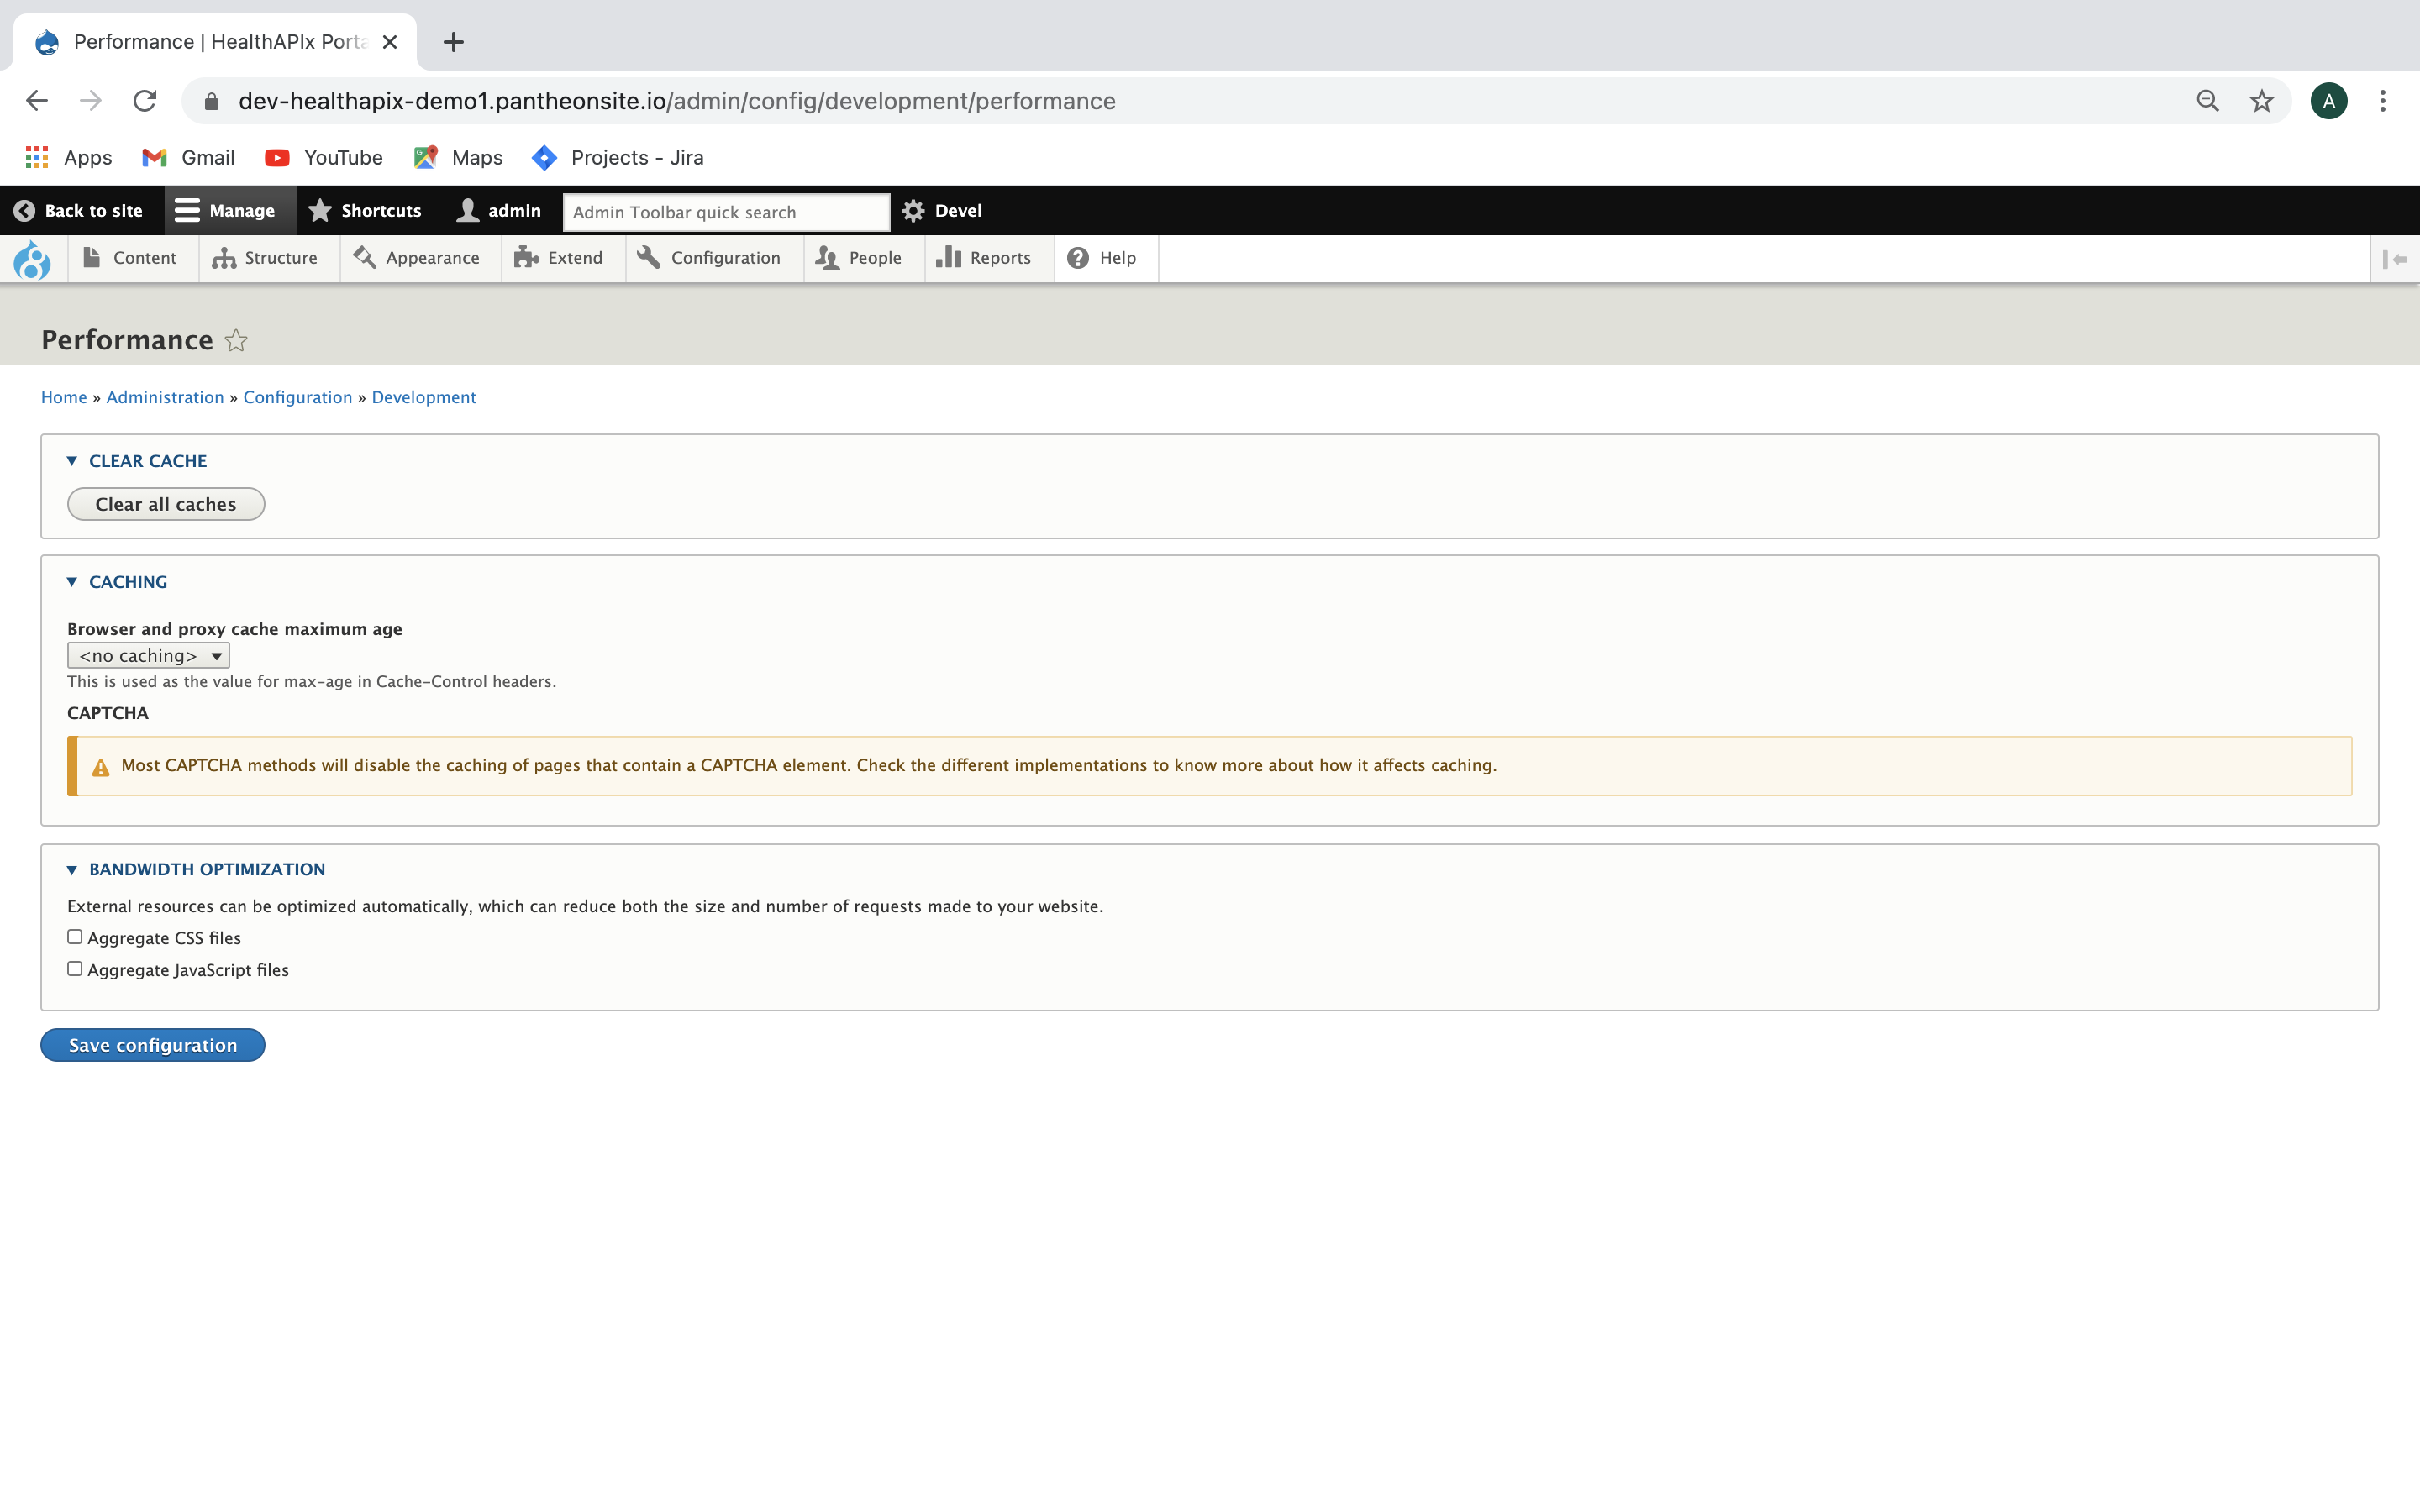 Performance | HealthAPIx Porta
dev-healthapix-demo1.pantheonsite.io/admin/config/development/performance
A
Apps Gmail YouTube Maps Projects - Jira
Back to site Manage Shortcuts admin Admin Toolbar quick search Devel
Content Structure Appearance Extend Configuration People Reports Help
Performance
Home » Administration » Configuration » Development
CLEAR CACHE
Clear all caches
CACHING
Browser and proxy cache maximum age
<no caching>
This is used as the value for max-age in Cache-Control headers.
CAPTCHA
Most CAPTCHA methods will disable the caching of pages that contain a CAPTCHA element. Check the different implementations to know more about how it affects caching.
BANDWIDTH OPTIMIZATION
External resources can be optimized automatically, which can reduce both the size and number of requests made to your website.
Aggregate CSS files
Aggregate JavaScript files
Save configuration